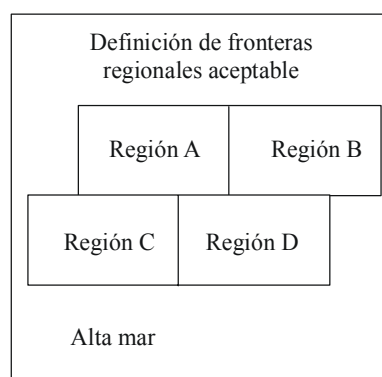 Definición de fronteras
regionales aceptable
Región A
Región B
Región C
Región D
Alta mar